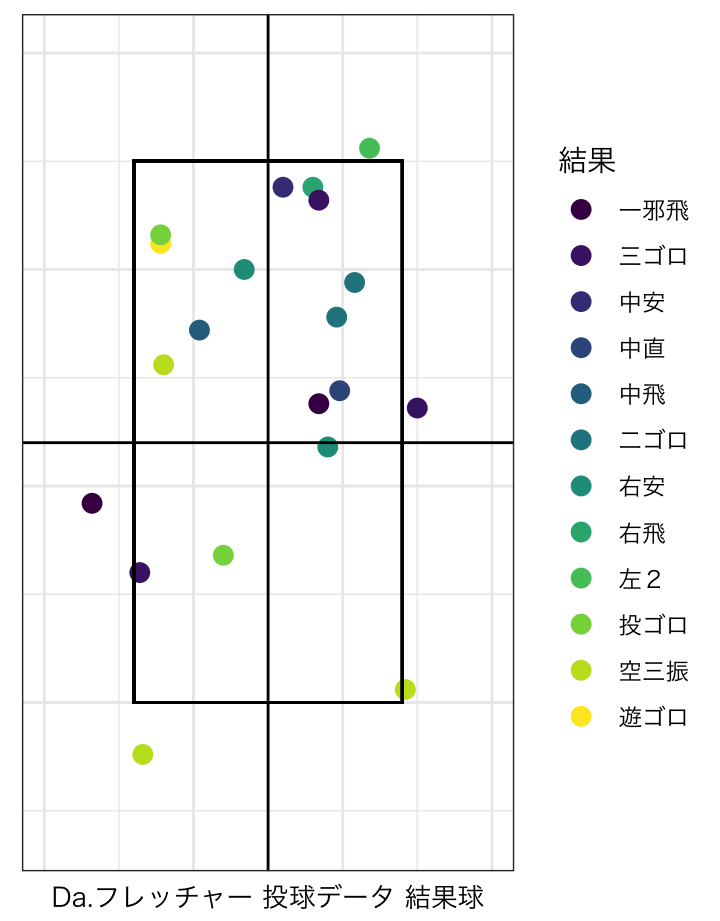 結果
一邪飛
三ゴロ
中安
中直
中飛
二ゴロ
右安
右飛
左２
投ゴロ
空三振
遊ゴロ
Da.フレッチャー 投球データ 結果球